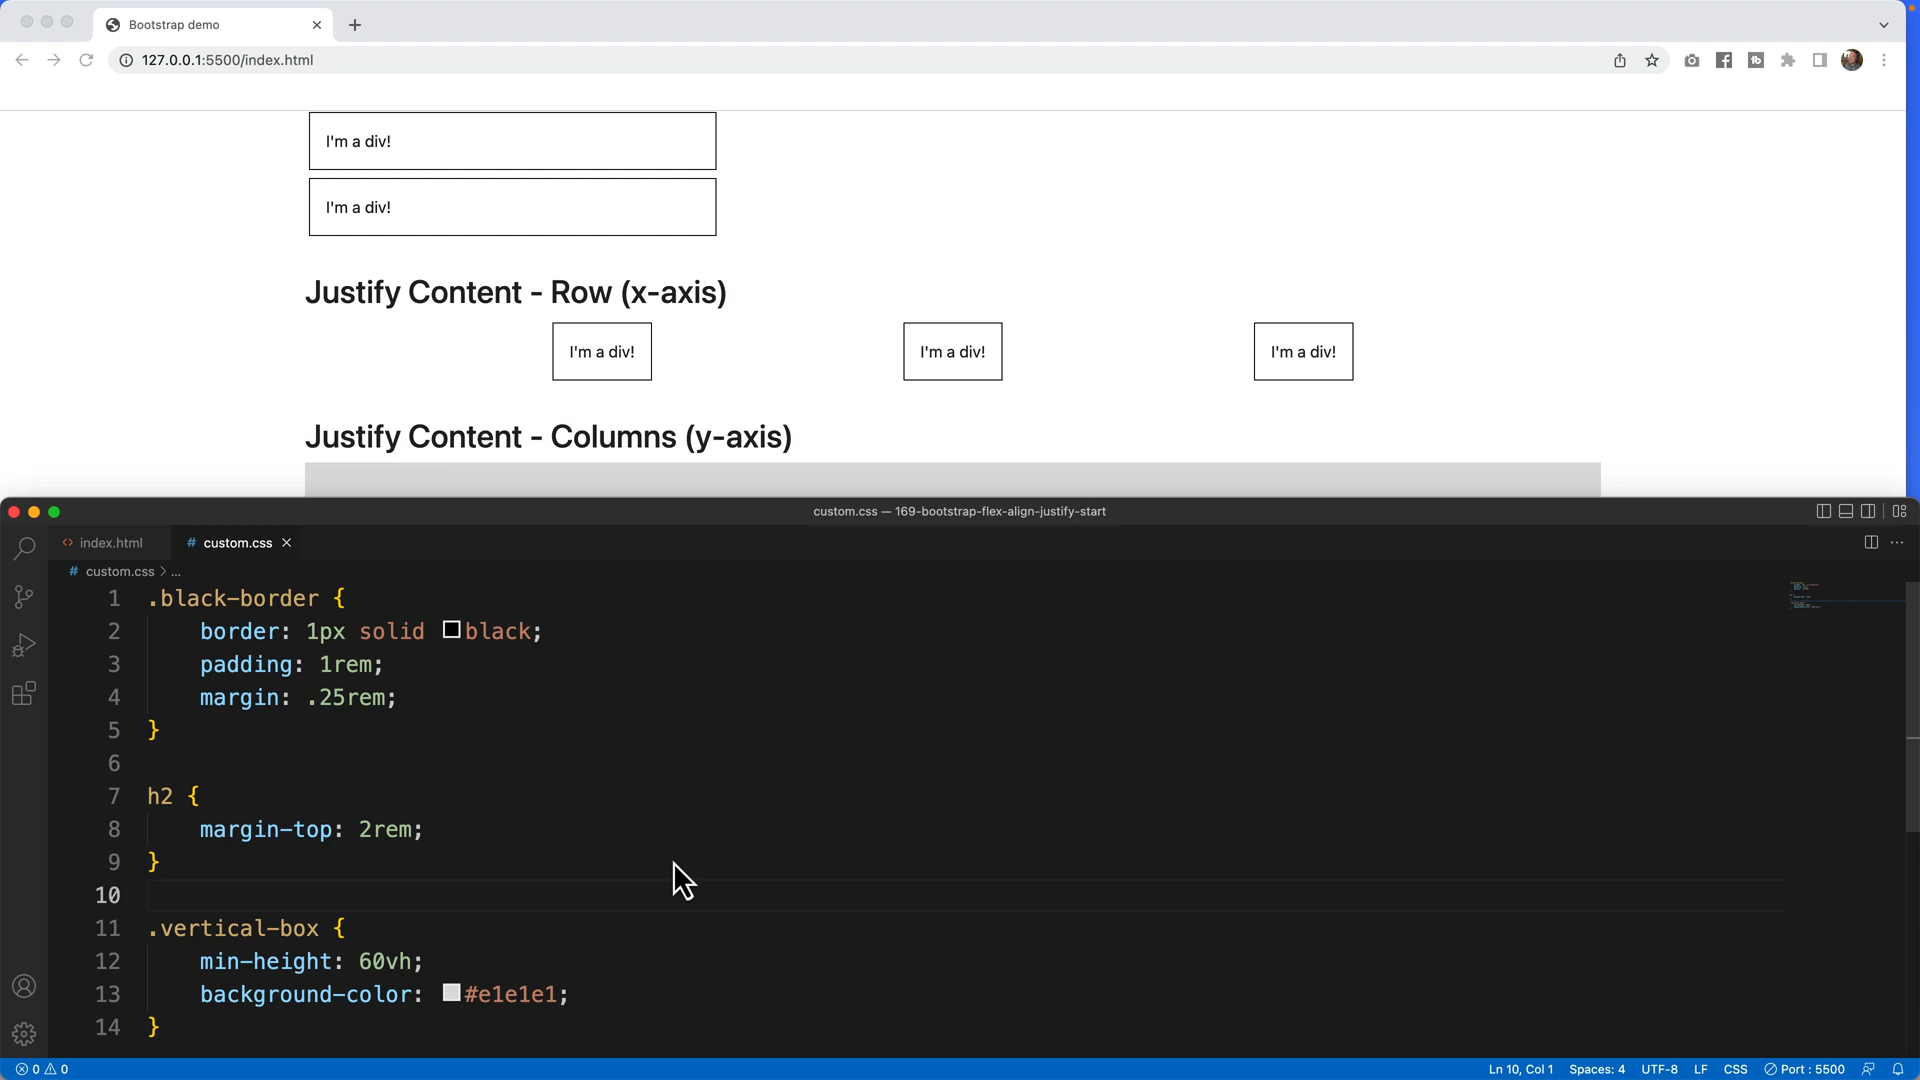 Bootstrap demo
127.0.0.1:5500/index.html
I'm a div!
I'm a div!
Justify Content - Row (x-axis)
I'm a div! I'm a div! I'm a div!
Justify Content - Columns (y-axis)
custom.css — 169-bootstrap-flex-align-justify-start
index.html # custom.css
# custom.css > ...
1 .black-border {
2 border: 1px solid black;
3 padding: 1rem;
4 margin: .25rem;
5 }
6
7 h2 {
8 margin-top: 2rem;
9 }
10
11 .vertical-box {
12 min-height: 60vh;
13 background-color: #e1e1e1;
14 }
0 0 Ln 10, Col 1 Spaces: 4 UTF-8 LF CSS Port : 5500